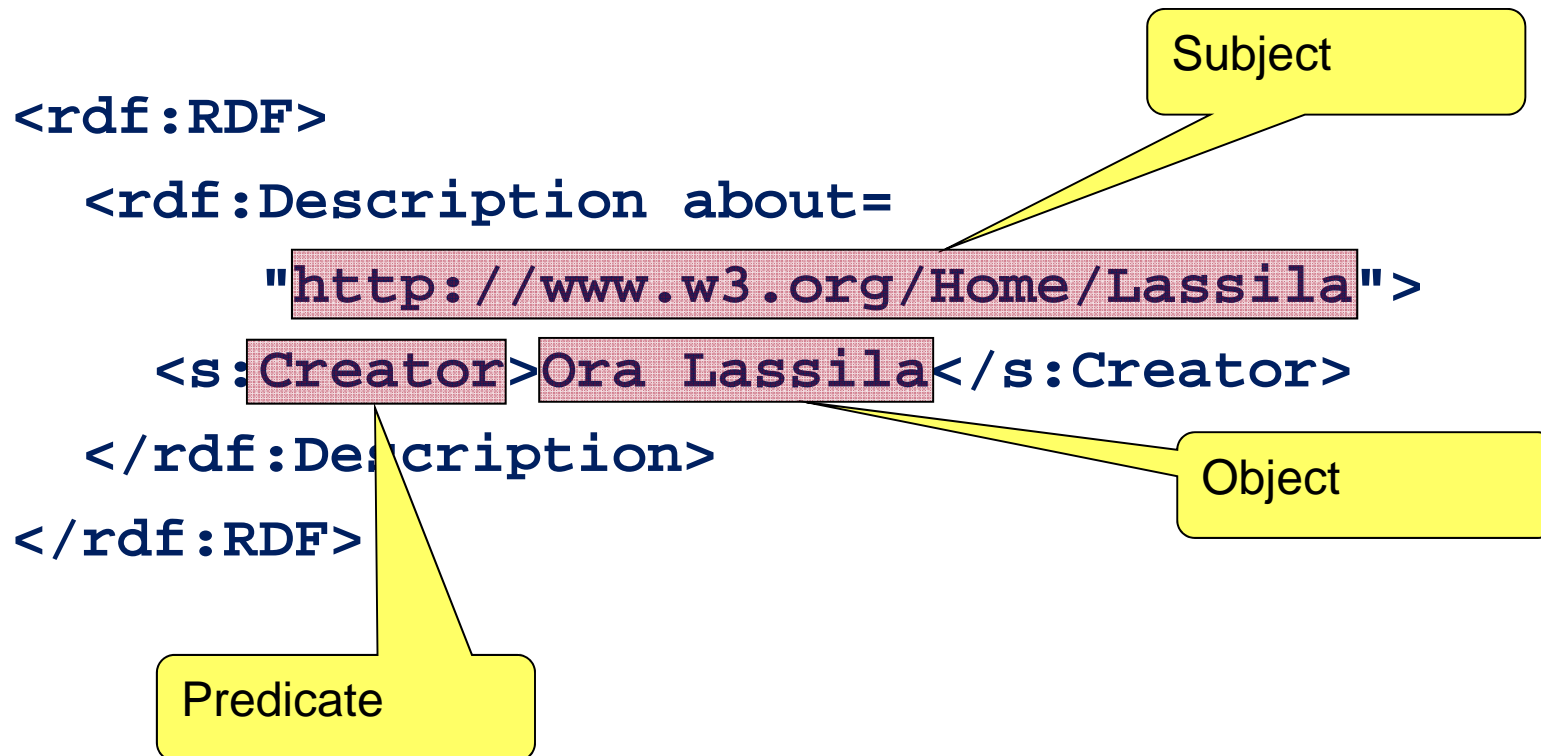 Subject
<rdf:RDF>
<rdf:Description about=
"http://www.w3.org/Home/Lassila">
<s:Creator>Ora Lassila</s:Creator>
</rdf:Description>
Object
</rdf:RDF>
Predicate